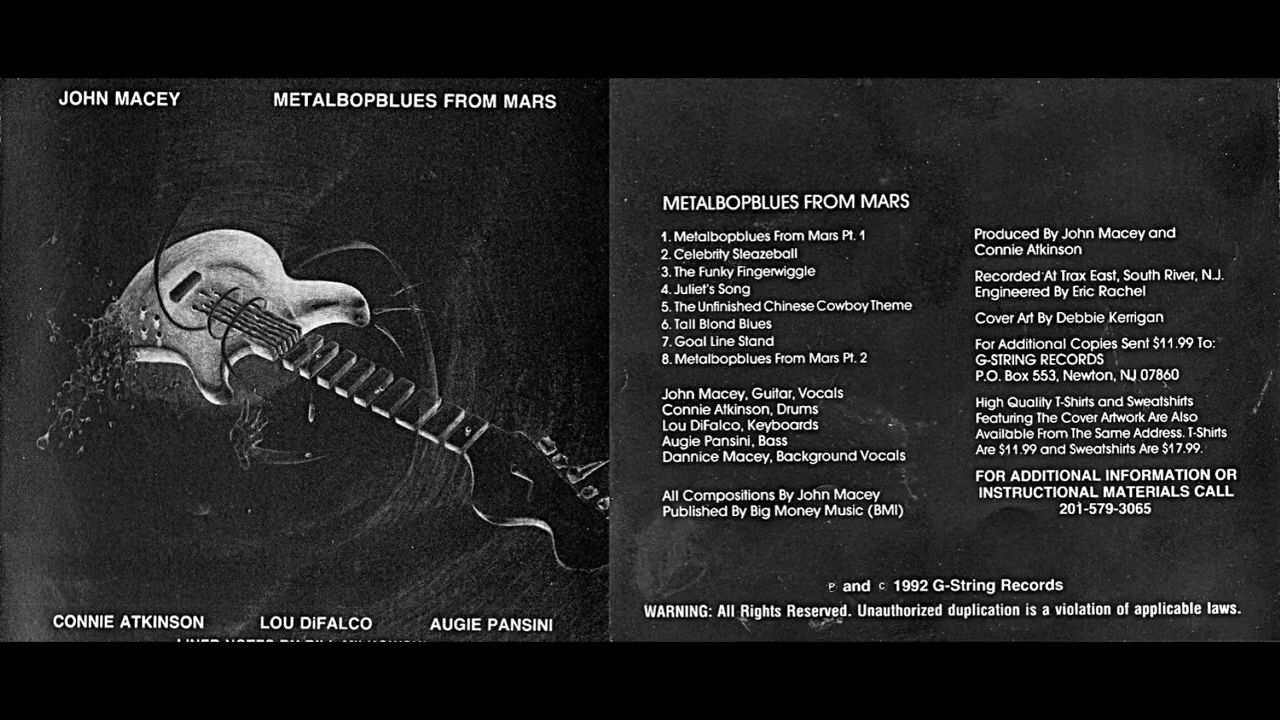 JOHN MACEY
METALBOPBLUES FROM MARS
CONNIE ATKINSON
LOU DiFALCO
AUGIE PANSINI
LINER NOTES BY BILL
METALBOPBLUES FROM MARS
1. Metalbopblues From Mars Pt. 1
2. Celebrity Sleazeball
3. The Funky Fingerwiggle
4. Juliet's Song
5. The Unfinished Chinese Cowboy Theme
6. Tall Blond Blues
7. Goal Line Stand
8. Metalbopblues From Mars Pt. 2
John Macey, Guitar, Vocals
Connie Atkinson, Drums
Lou DiFalco, Keyboards
Augie Pansini, Bass
Dannice Macey, Background Vocals
All Compositions By John Macey
Published By Big Money Music (BMI)
Produced By John Macey and
Connie Atkinson
Recorded At Trax East, South River, N.J.
Engineered By Eric Rachel
Cover Art By Debbie Kerrigan
For Additional Copies Sent $11.99 To:
G-STRING RECORDS
P.O. Box 553, Newton, NJ 07860
High Quality T-Shirts and Sweatshirts
Featuring The Cover Artwork Are Also
Available From The Same Address. T-Shirts
Are $11.99 and Sweatshirts Are $17.99.
FOR ADDITIONAL INFORMATION OR
INSTRUCTIONAL MATERIALS CALL
201-579-3065
℗ and © 1992 G-String Records
WARNING: All Rights Reserved. Unauthorized duplication is a violation of applicable laws.